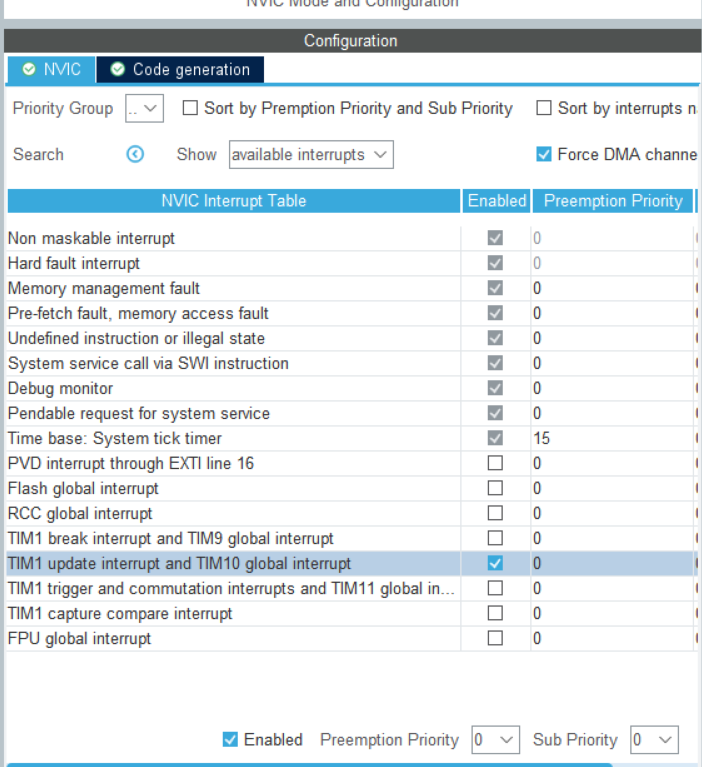 NVIC Mode and Configuration
Configuration
NVIC Code generation
Priority Group .. Sort by Premption Priority and Sub Priority Sort by interrupts n
Search Show available interrupts Force DMA channe
NVIC Interrupt Table Enabled Preemption Priority
Non maskable interrupt 0
Hard fault interrupt 0
Memory management fault 0
Pre-fetch fault, memory access fault 0
Undefined instruction or illegal state 0
System service call via SWI instruction 0
Debug monitor 0
Pendable request for system service 0
Time base: System tick timer 15
PVD interrupt through EXTI line 16 0
Flash global interrupt 0
RCC global interrupt 0
TIM1 break interrupt and TIM9 global interrupt 0
TIM1 update interrupt and TIM10 global interrupt 0
TIM1 trigger and commutation interrupts and TIM11 global in... 0
TIM1 capture compare interrupt 0
FPU global interrupt 0
Enabled Preemption Priority 0 Sub Priority 0